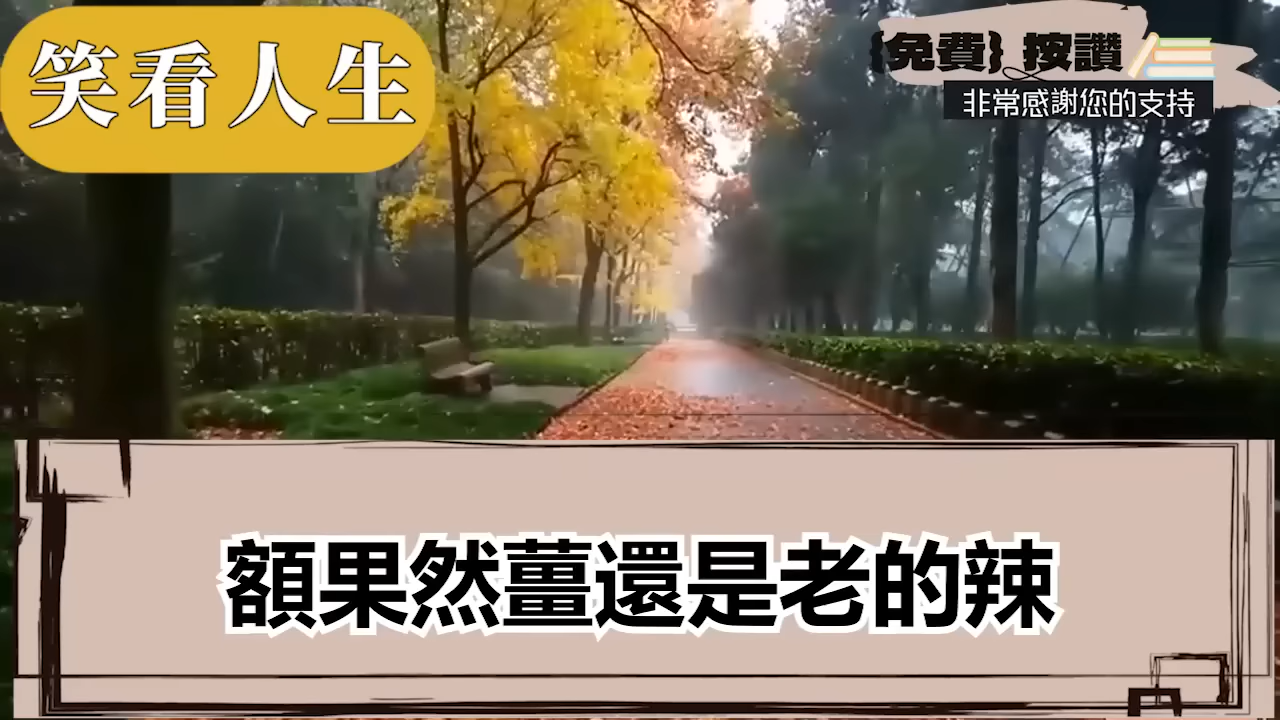 笑看人生
{免費} 按讚
非常感謝您的支持
額果然薑還是老的辣